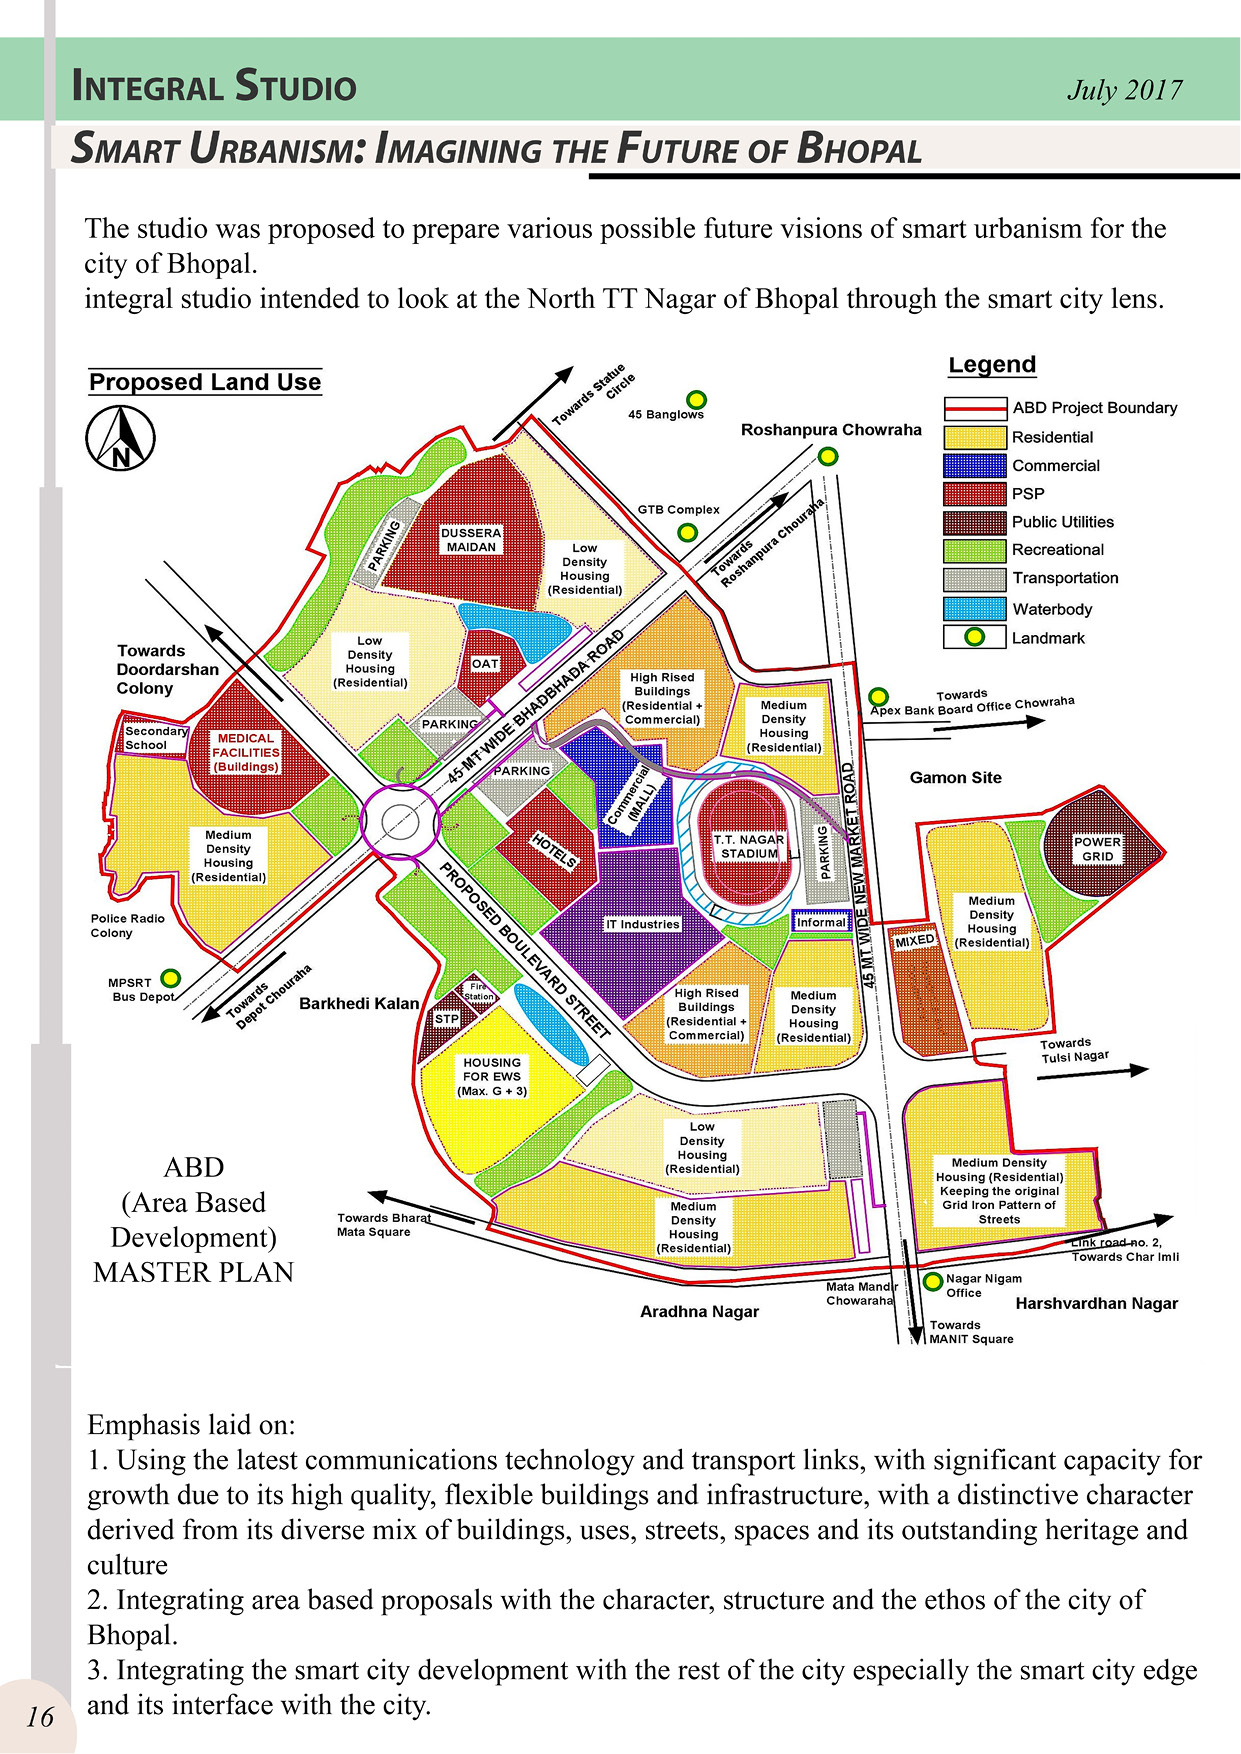 INTEGRAL STUDIO
July 2017
SMART URBANISM: IMAGINING THE FUTURE OF BHOPAL
The studio was proposed to prepare various possible future visions of smart urbanism for the
city of Bhopal.
integral studio intended to look at the North TT Nagar of Bhopal through the smart city lens.
Proposed Land Use
N
Legend
ABD Project Boundary
Residential
Commercial
PSP
Public Utilities
Recreational
Transportation
Waterbody
Landmark
Towards Statue
Circle
45 Banglows
Roshanpura Chowraha
GTB Complex
Towards
Roshanpura Chouraha
PARKING
DUSSERA
MAIDAN
Low
Density
Housing
(Residential)
Low
Density
Housing
(Residential)
OAT
PARKING
45 MT WIDE BHADBHADA ROAD
Towards
Doordarshan
Colony
Secondary
School
MEDICAL
FACILITIES
(Buildings)
Medium
Density
Housing
(Residential)
High Rised
Buildings
(Residential +
Commercial)
Medium
Density
Housing
(Residential)
Towards
Apex Bank Board Office Chowraha
Gamon Site
PARKING
Commercial
(MALL)
HOTELS
T.T. NAGAR
STADIUM
PARKING
45 MT WIDE NEW MARKET ROAD
POWER
GRID
Medium
Density
Housing
(Residential)
MIXED
IT Industries
Informal
PROPOSED BOULEVARD STREET
Police Radio
Colony
MPSRT
Bus Depot
Towards
Depot Chouraha
Barkhedi Kalan
Fire
Station
STP
High Rised
Buildings
(Residential +
Commercial)
Medium
Density
Housing
(Residential)
Towards
Tulsi Nagar
HOUSING
FOR EWS
(Max. G + 3)
Low
Density
Housing
(Residential)
Medium
Density
Housing
(Residential)
Medium Density
Housing (Residential)
Keeping the original
Grid Iron Pattern of
Streets
ABD
(Area Based
Development)
MASTER PLAN
Towards Bharat
Mata Square
Link road no. 2,
Towards Char Imli
Mata Mandir
Chowaraha
Nagar Nigam
Office
Aradhna Nagar
Harshvardhan Nagar
Towards
MANIT Square
Emphasis laid on:
1. Using the latest communications technology and transport links, with significant capacity for
growth due to its high quality, flexible buildings and infrastructure, with a distinctive character
derived from its diverse mix of buildings, uses, streets, spaces and its outstanding heritage and
culture
2. Integrating area based proposals with the character, structure and the ethos of the city of
Bhopal.
3. Integrating the smart city development with the rest of the city especially the smart city edge
and its interface with the city.
16